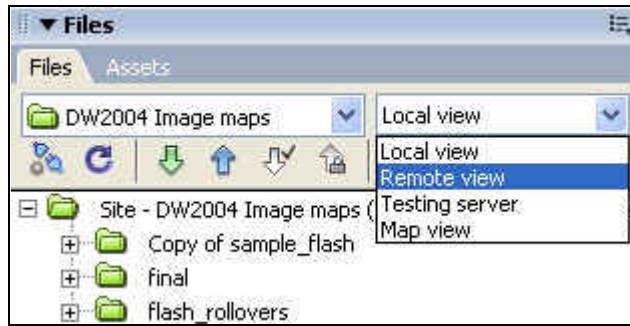 Files
Files Assets
DW2004 Image maps Local view
Local view
Remote view
Testing server
Map view
Site - DW2004 Image maps (
Copy of sample_flash
final
flash_rollovers